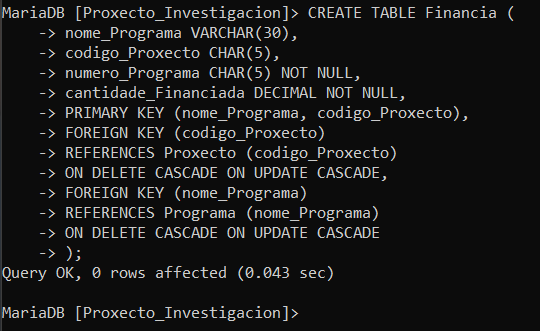 MariaDB [Proxecto_Investigacion]> CREATE TABLE Financia (
    -> nome_Programa VARCHAR(30),
    -> codigo_Proxecto CHAR(5),
    -> numero_Programa CHAR(5) NOT NULL,
    -> cantidade_Financiada DECIMAL NOT NULL,
    -> PRIMARY KEY (nome_Programa, codigo_Proxecto),
    -> FOREIGN KEY (codigo_Proxecto)
    -> REFERENCES Proxecto (codigo_Proxecto)
    -> ON DELETE CASCADE ON UPDATE CASCADE,
    -> FOREIGN KEY (nome_Programa)
    -> REFERENCES Programa (nome_Programa)
    -> ON DELETE CASCADE ON UPDATE CASCADE
    -> );
Query OK, 0 rows affected (0.043 sec)
MariaDB [Proxecto_Investigacion]>